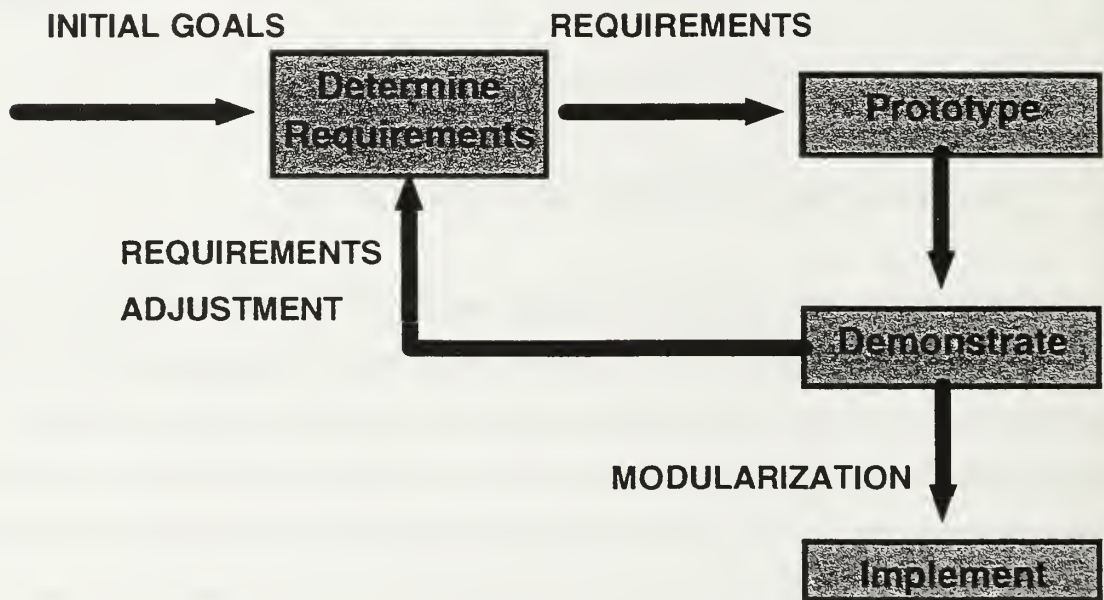 INITIAL GOALS
REQUIREMENTS
Determine
Requirements
Prototype
REQUIREMENTS
ADJUSTMENT
Demonstrate
MODULARIZATION
Implement